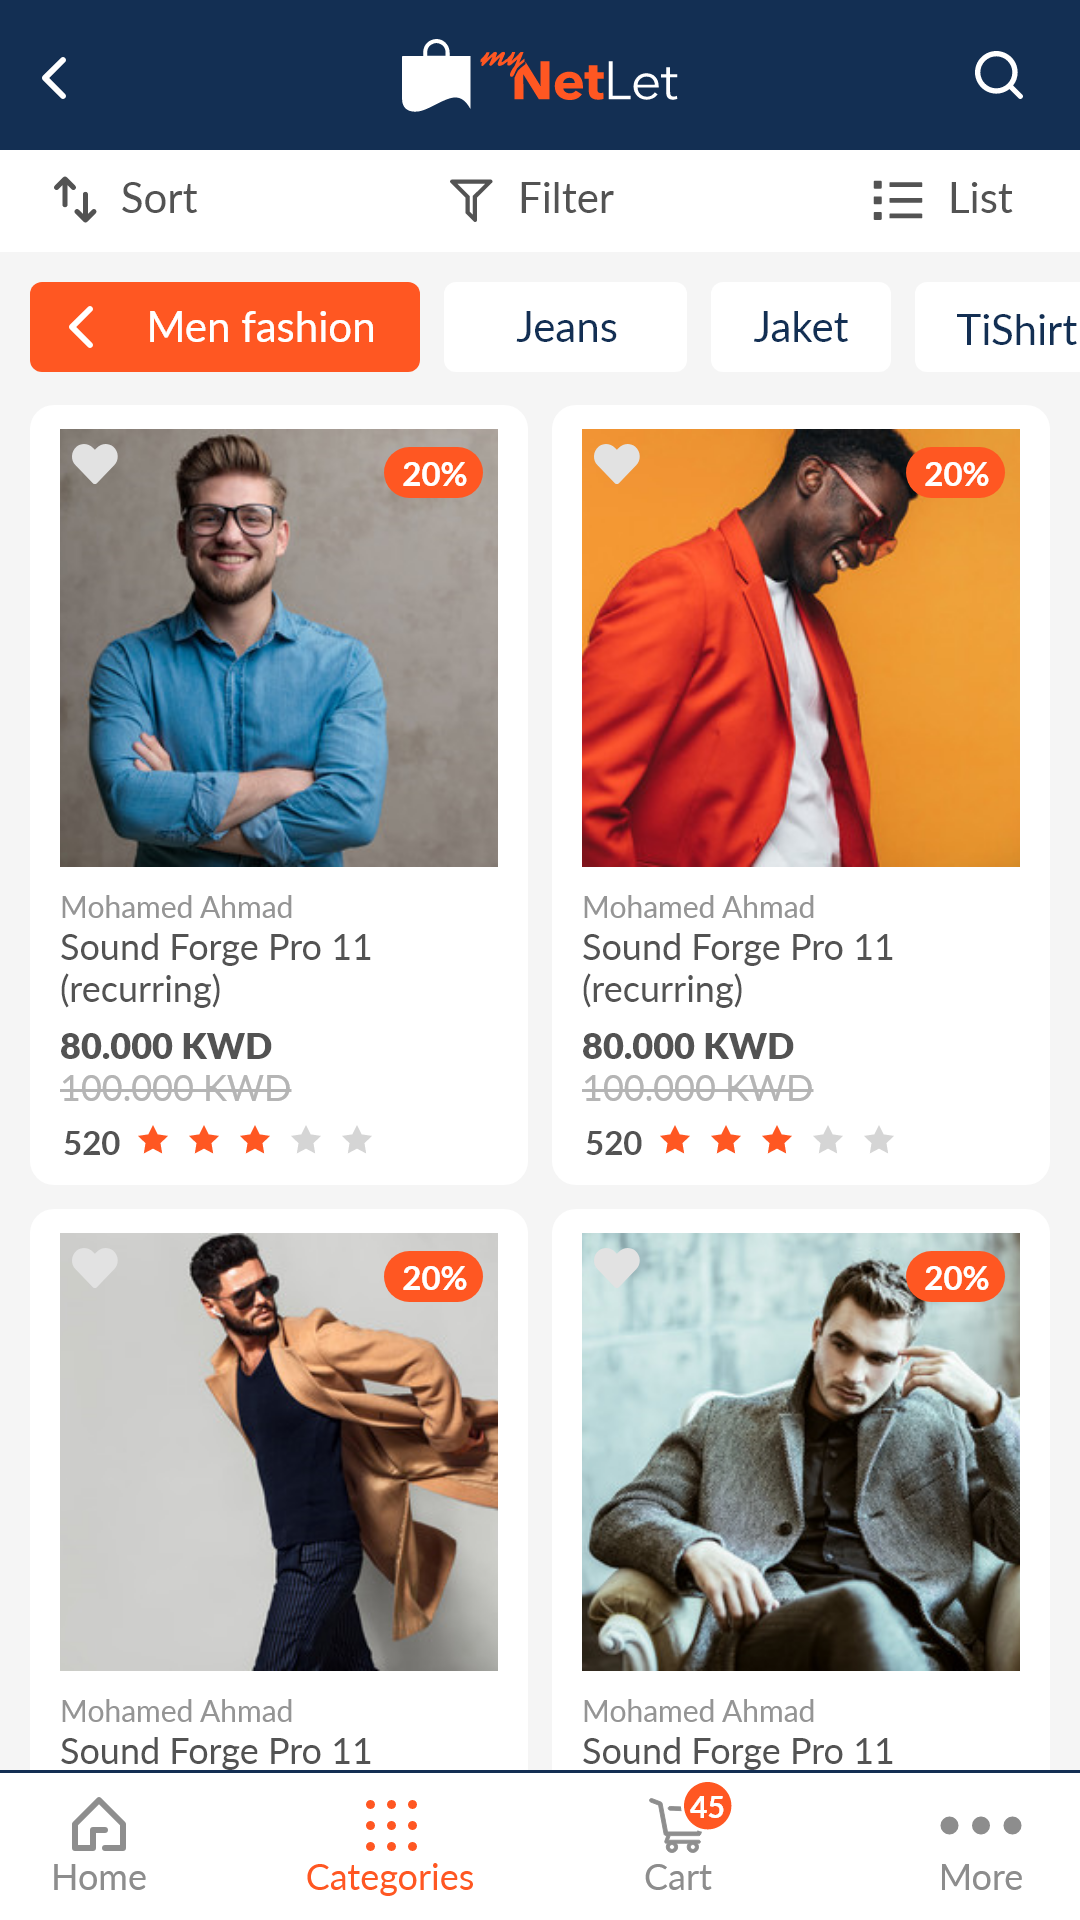 myNetLet
Sort
Filter
List
Men fashion
Jeans
Jaket
TiShirt
20%
20%
Mohamed Ahmad
Sound Forge Pro 11
(recurring)
80.000 KWD
100.000 KWD
520
Mohamed Ahmad
Sound Forge Pro 11
(recurring)
80.000 KWD
100.000 KWD
520
20%
20%
Mohamed Ahmad
Sound Forge Pro 11
Mohamed Ahmad
Sound Forge Pro 11
Home
Categories
45
Cart
More